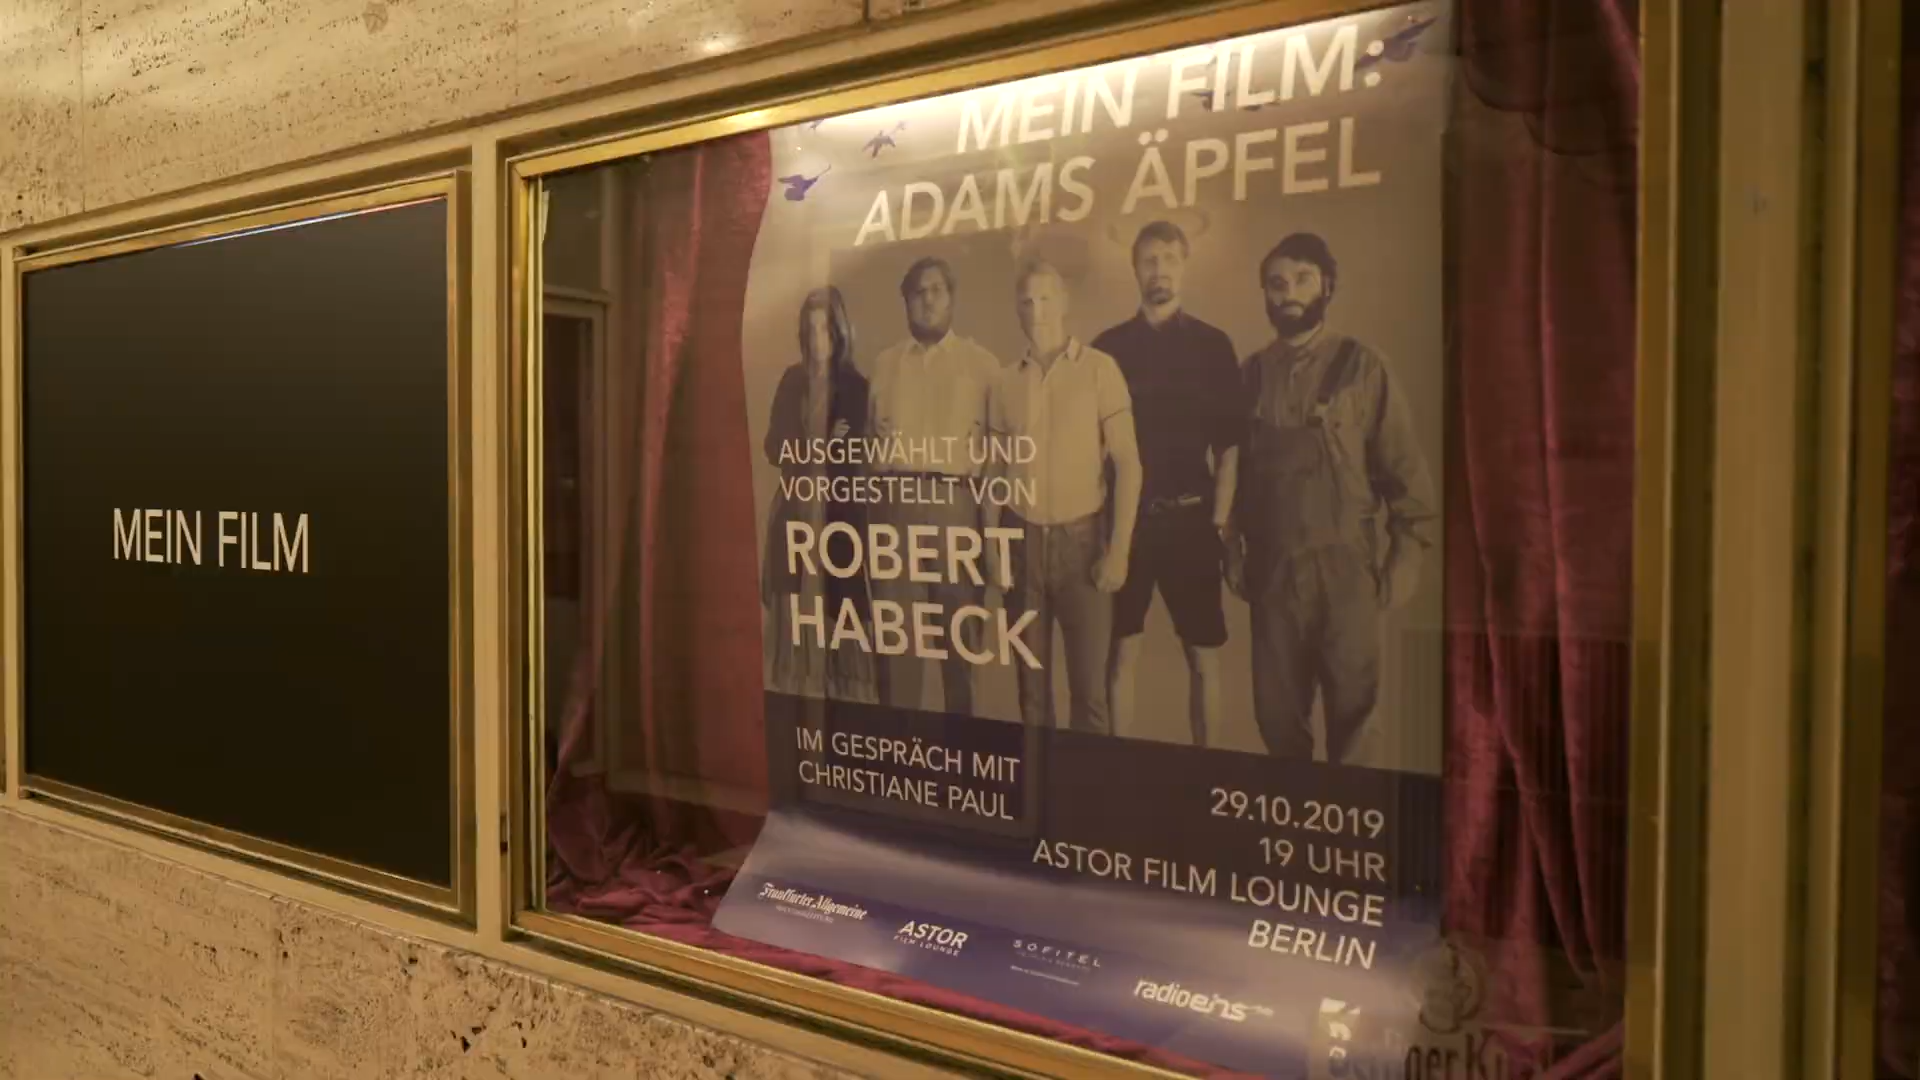 MEIN FILM
MEIN FILM:
ADAMS ÄPFEL
AUSGEWÄHLT UND
VORGESTELLT VON
ROBERT
HABECK
IM GESPRÄCH MIT
CHRISTIANE PAUL
29.10.2019
19 UHR
ASTOR FILM LOUNGE
BERLIN
Frankfurter Allgemeine
ASTOR
FILM LOUNGE
SOFITEL
radioeins